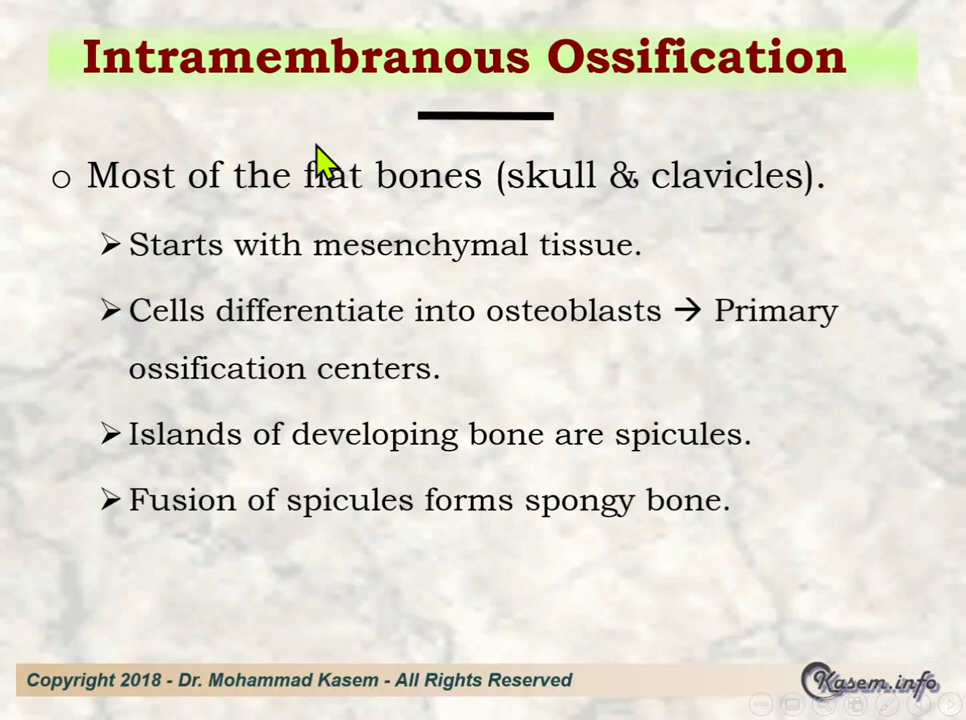 Intramembranous Ossification
o Most of the flat bones (skull & clavicles).
➢ Starts with mesenchymal tissue.
➢ Cells differentiate into osteoblasts → Primary
ossification centers.
➢ Islands of developing bone are spicules.
➢ Fusion of spicules forms spongy bone.
Copyright 2018 - Dr. Mohammad Kasem - All Rights Reserved
Kasem.info